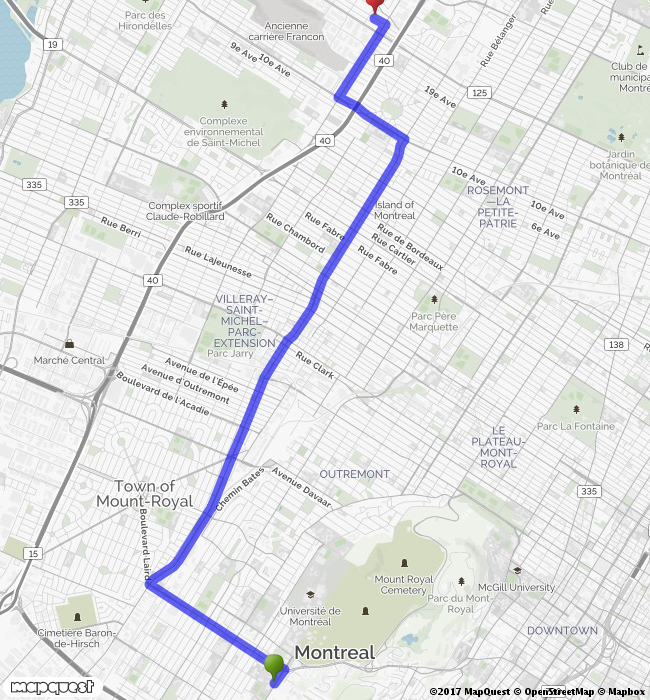 Parc des
Hirondelles
Ancienne
carrière Francon
Rue Bélanger
19
9e Ave
10e Ave
40
Club de
municipa
Montré
19e Ave
125
Complexe
environnemental
de Saint-Michel
40
Jardin
botanique de
Montréal
335
335
Complex sportif
Claude-Robillard
Island of
Montreal
10e Ave
ROSEMONT
—LA
PETITE-
PATRIE
10e Ave
6e Ave
Rue Berri
Rue Fabre
Rue Chambord
Rue de Bordeaux
Rue Cartier
Rue Fabre
Rue Lajeunesse
40
VILLERAY–
SAINT-
MICHEL–
PARC-
EXTENSION
Parc Jarry
Parc Père
Marquette
Marché Central
138
Rue Clark
Avenue de l'Épée
Avenue d'Outremont
Boulevard de l'Acadie
Parc La Fontaine
LE
PLATEAU-
MONT-
ROYAL
Town of
Mount-Royal
Chemin Bates
OUTREMONT
Avenue Davaar
335
Boulevard Laird
15
Mount Royal
Cemetery
McGill University
Parc du Mont-
Royal
Université de
Montréal
Cimetière Baron-
de-Hirsch
DOWNTOWN
Montreal
mapquest
©2017 MapQuest © OpenStreetMap © Mapbox